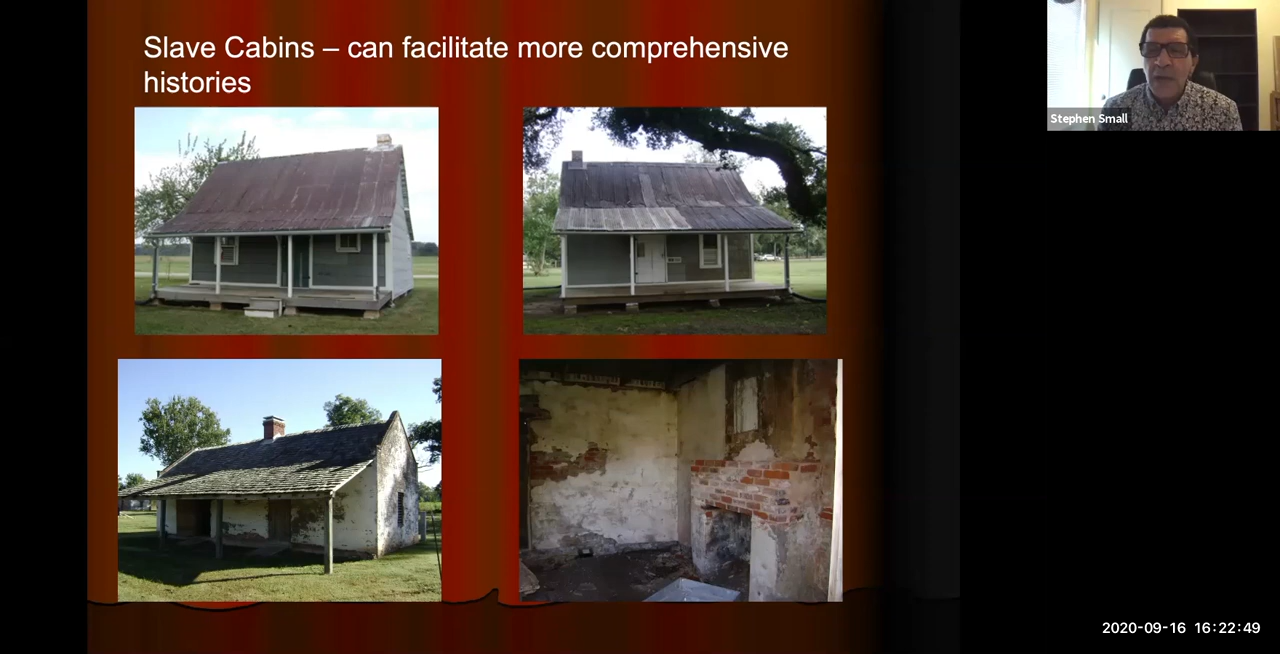 Slave Cabins – can facilitate more comprehensive
histories
Stephen Small
2020-09-16 16:22:49